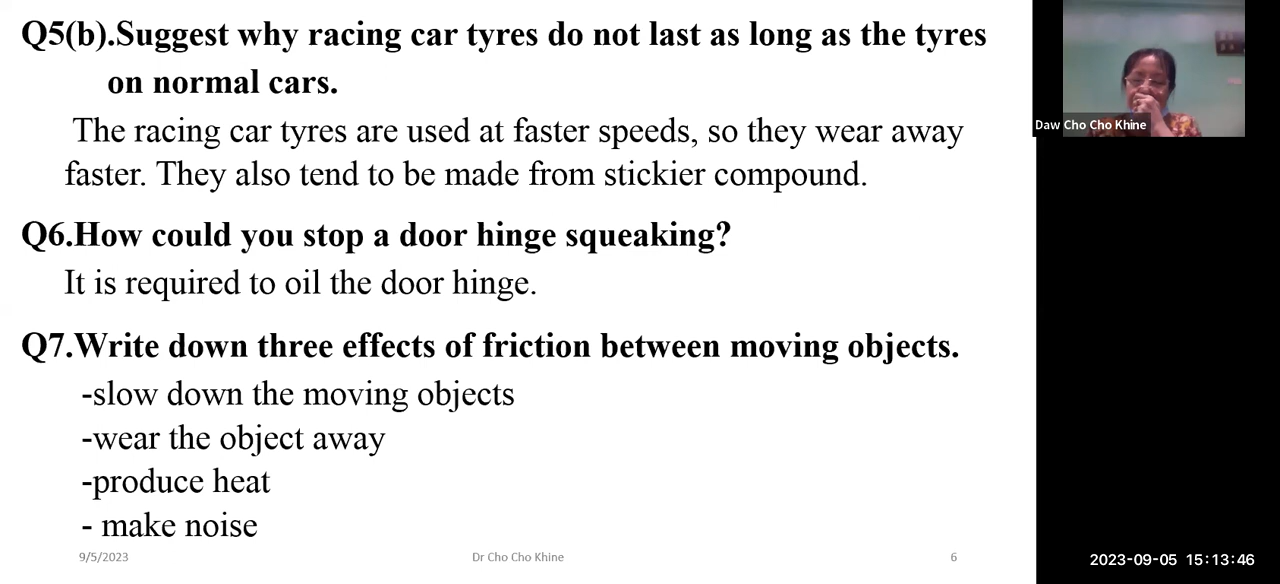 Q5(b).Suggest why racing car tyres do not last as long as the tyres
on normal cars.
The racing car tyres are used at faster speeds, so they wear away
faster. They also tend to be made from stickier compound.
Q6.How could you stop a door hinge squeaking?
It is required to oil the door hinge.
Q7.Write down three effects of friction between moving objects.
-slow down the moving objects
-wear the object away
-produce heat
- make noise
9/5/2023
Dr Cho Cho Khine
6
Daw Cho Cho Khine
2023-09-05 15:13:46